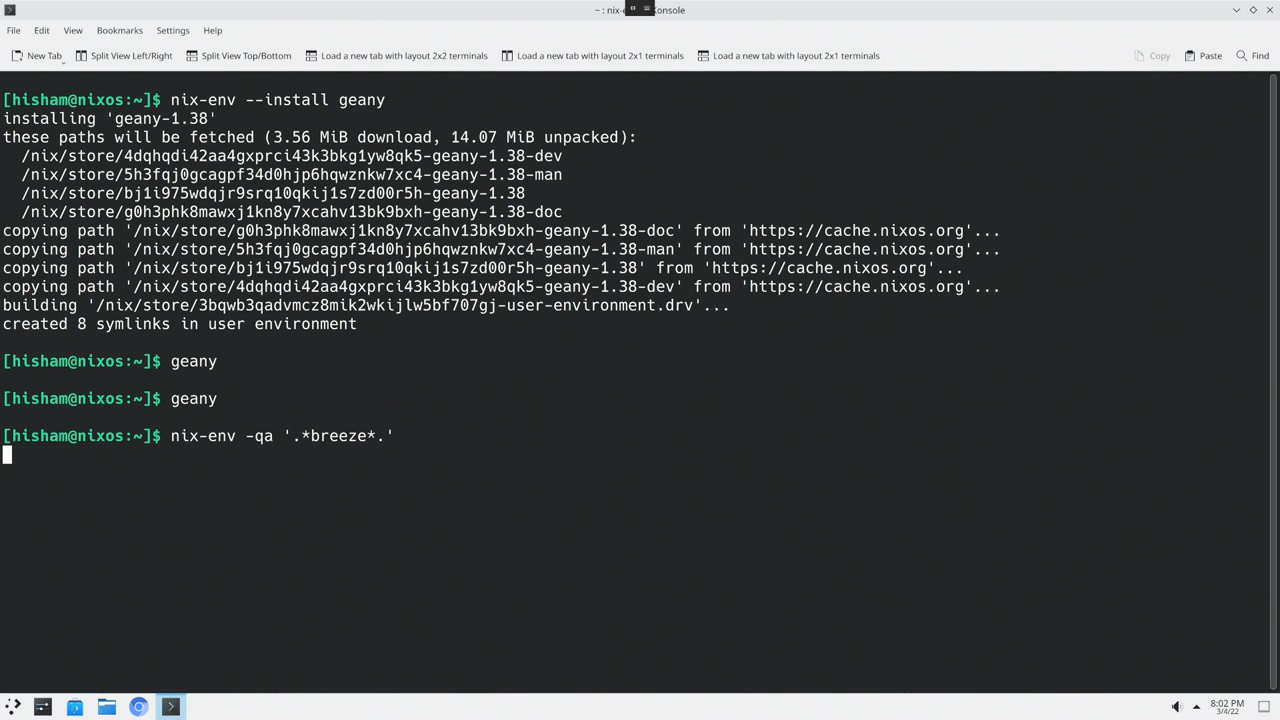 ~ : nix-e
onsole
File Edit View Bookmarks Settings Help
New Tab Split View Left/Right Split View Top/Bottom Load a new tab with layout 2x2 terminals Load a new tab with layout 2x1 terminals Load a new tab with layout 2x1 terminals Copy Paste Find
[hisham@nixos:~]$ nix-env --install geany
installing 'geany-1.38'
these paths will be fetched (3.56 MiB download, 14.07 MiB unpacked):
/nix/store/4dqhqdi42aa4gxprci43k3bkg1yw8qk5-geany-1.38-dev
/nix/store/5h3fqj0gcagpf34d0hjp6hqwznkw7xc4-geany-1.38-man
/nix/store/bj1i975wdqjr9srq10qkij1s7zd00r5h-geany-1.38
/nix/store/g0h3phk8mawxj1kn8y7xcahv13bk9bxh-geany-1.38-doc
copying path '/nix/store/g0h3phk8mawxj1kn8y7xcahv13bk9bxh-geany-1.38-doc' from 'https://cache.nixos.org'...
copying path '/nix/store/5h3fqj0gcagpf34d0hjp6hqwznkw7xc4-geany-1.38-man' from 'https://cache.nixos.org'...
copying path '/nix/store/bj1i975wdqjr9srq10qkij1s7zd00r5h-geany-1.38' from 'https://cache.nixos.org'...
copying path '/nix/store/4dqhqdi42aa4gxprci43k3bkg1yw8qk5-geany-1.38-dev' from 'https://cache.nixos.org'...
building '/nix/store/3bqwb3qadvmcz8mik2wkijlw5bf707gj-user-environment.drv'...
created 8 symlinks in user environment
[hisham@nixos:~]$ geany
[hisham@nixos:~]$ geany
[hisham@nixos:~]$ nix-env -qa '.*breeze*.'
8:02 PM
3/4/22